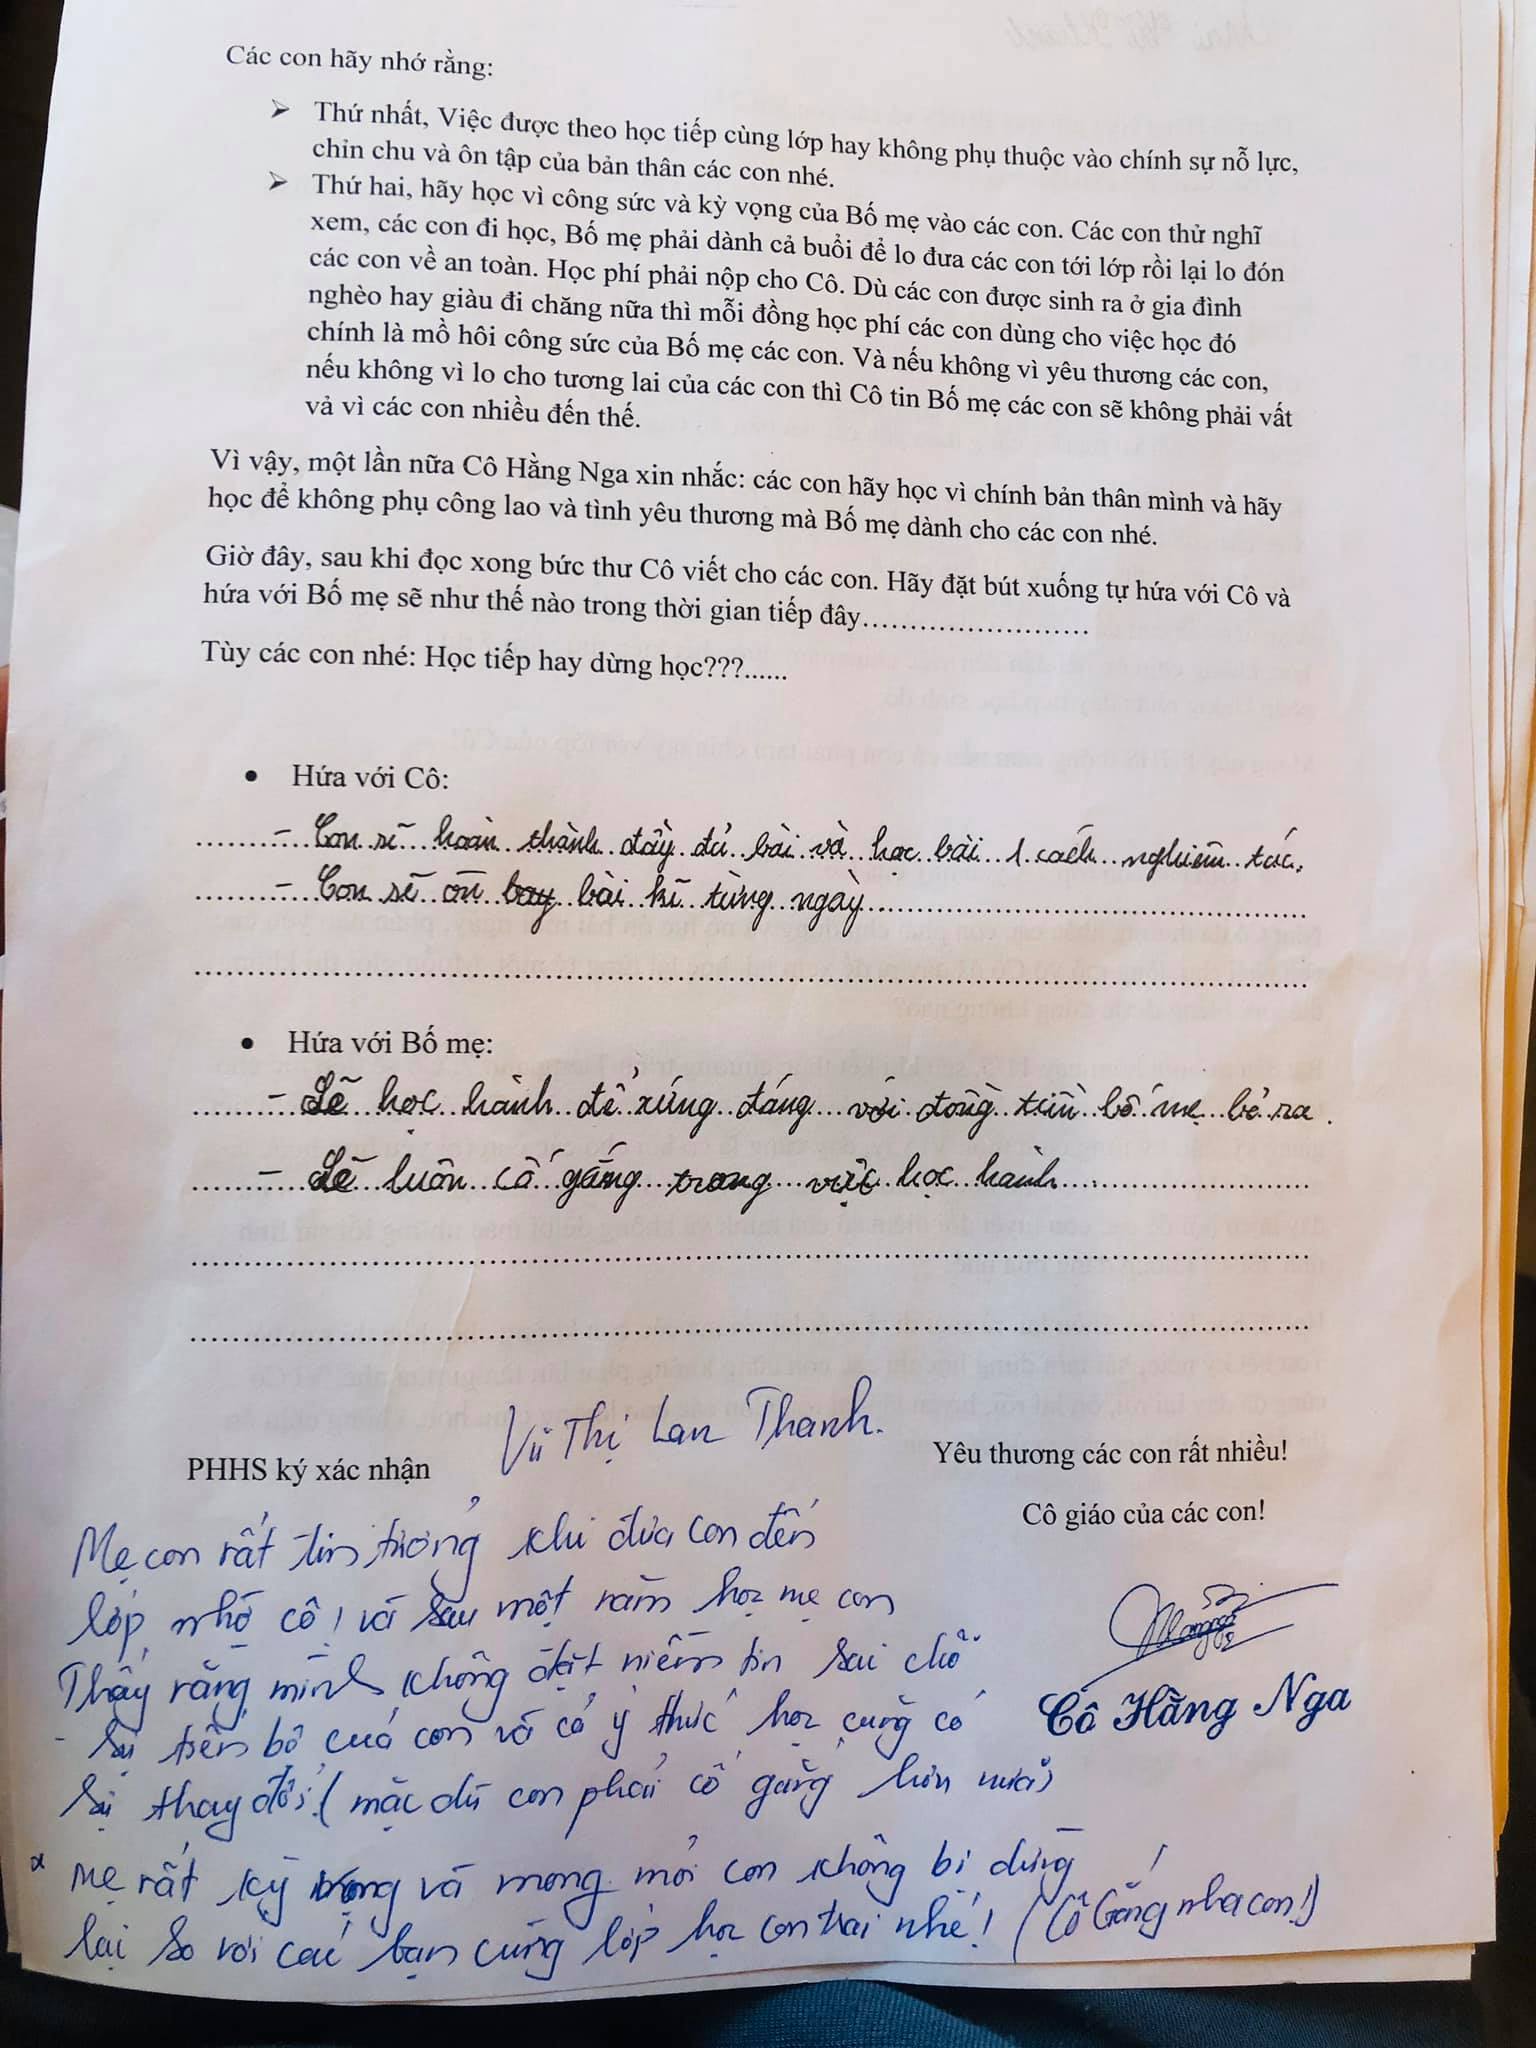 Các con hãy nhớ rằng:
➢ Thứ nhất, Việc được theo học tiếp cùng lớp hay không phụ thuộc vào chính sự nỗ lực,
chỉn chu và ôn tập của bản thân các con nhé.
➢ Thứ hai, hãy học vì công sức và kỳ vọng của Bố mẹ vào các con. Các con thử nghĩ
xem, các con đi học, Bố mẹ phải dành cả buổi để lo đưa các con tới lớp rồi lại lo đón
các con về an toàn. Học phí phải nộp cho Cô. Dù các con được sinh ra ở gia đình
nghèo hay giàu đi chăng nữa thì mỗi đồng học phí các con dùng cho việc học đó
chính là mồ hôi công sức của Bố mẹ các con. Và nếu không vì yêu thương các con,
nếu không vì lo cho tương lai của các con thì Cô tin Bố mẹ các con sẽ không phải vất
vả vì các con nhiều đến thế.
Vì vậy, một lần nữa Cô Hằng Nga xin nhắc: các con hãy học vì chính bản thân mình và hãy
học để không phụ công lao và tình yêu thương mà Bố mẹ dành cho các con nhé.
Giờ đây, sau khi đọc xong bức thư Cô viết cho các con. Hãy đặt bút xuống tự hứa với Cô và
hứa với Bố mẹ sẽ như thế nào trong thời gian tiếp đây........................
Tùy các con nhé: Học tiếp hay dừng học???......
• Hứa với Cô:
- Con sẽ hoàn thành đầy đủ bài và học bài 1 cách nghiêm túc.
- Con sẽ ôn bài kĩ từng ngày
• Hứa với Bố mẹ:
- Sẽ học hành để xứng đáng với đồng tiền bố mẹ bỏ ra.
- Sẽ luôn cố gắng trong việc học hành
Vũ Thị Lan Thanh.
PHHS ký xác nhận
Yêu thương các con rất nhiều!
Cô giáo của các con!
Mẹ con rất tin tưởng khi đưa con đến
lớp nhờ cô! và sau một năm học mẹ con
Thấy rằng mình không đặt niềm tin sai chỗ
- Sự tiến bộ của con và cả ý thức học cũng có
Cô Hằng Nga
sự thay đổi! (mặc dù con phải cố gắng hơn nữa)
* Mẹ rất kỳ vọng và mong mỏi con không bị dừng
lại so với các bạn cùng lớp học con trai nhé! (Cố Gắng nha con!)